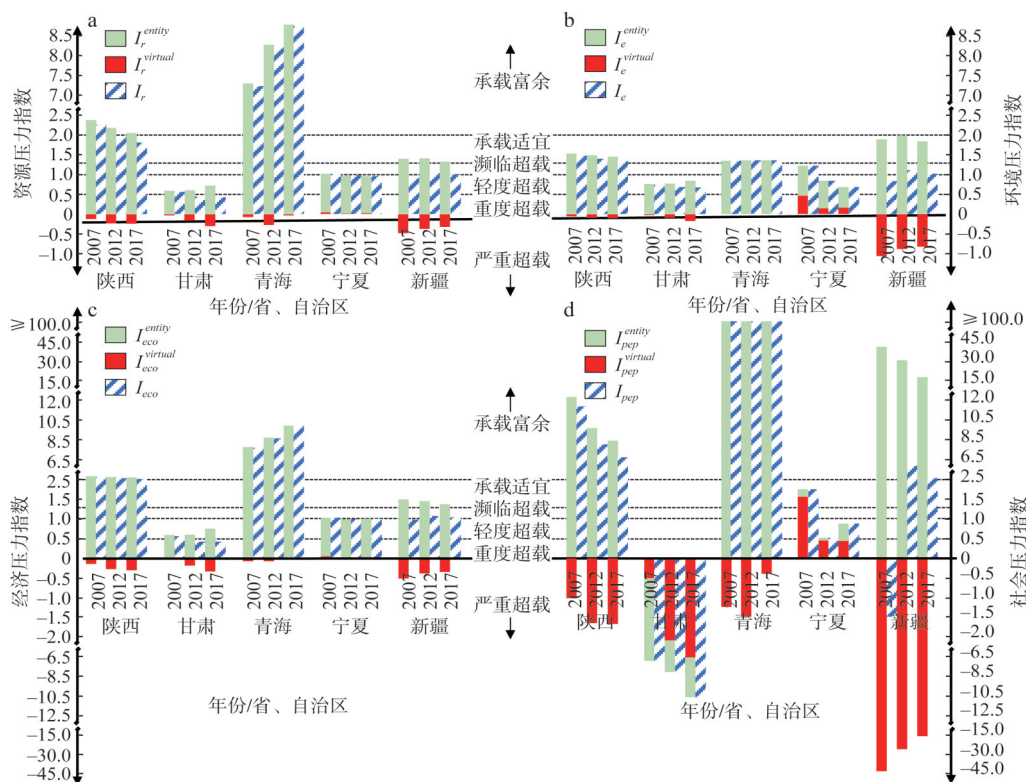 a
I_r^entity
I_r^virtual
I_r
资源压力指数
8.5
8.0
7.5
7.0
2.5
2.0
1.5
1.0
0.5
0
−0.5
−1.0
2007
2012
2017
2007
2012
2017
2007
2012
2017
2007
2012
2017
2007
2012
2017
陕西
甘肃
青海
宁夏
新疆
年份/省、自治区
承载富余
承载适宜
濒临超载
轻度超载
重度超载
严重超载
b
I_e^entity
I_e^virtual
I_e
环境压力指数
8.5
8.0
7.5
7.0
2.5
2.0
1.5
1.0
0.5
0
−0.5
−1.0
2007
2012
2017
2007
2012
2017
2007
2012
2017
2007
2012
2017
2007
2012
2017
陕西
甘肃
青海
宁夏
新疆
年份/省、自治区
c
I_eco^entity
I_eco^virtual
I_eco
经济压力指数
≥
100.0
45.0
30.0
15.0
12.0
10.5
8.5
6.5
2.5
1.5
1.0
0.5
0
−0.5
−1.0
−1.5
−2.0
−6.5
−8.5
−10.5
−12.5
−15.0
−30.0
−45.0
2007
2012
2017
2007
2012
2017
2007
2012
2017
2007
2012
2017
2007
2012
2017
陕西
甘肃
青海
宁夏
新疆
年份/省、自治区
承载富余
承载适宜
濒临超载
轻度超载
重度超载
严重超载
d
I_pep^entity
I_pep^virtual
I_pep
社会压力指数
≥
100.0
45.0
30.0
15.0
12.0
10.5
8.5
6.5
2.5
1.5
1.0
0.5
0
−0.5
−1.0
−1.5
−2.0
−6.5
−8.5
−10.5
−12.5
−15.0
−30.0
−45.0
2007
2012
2017
2007
2012
2017
2007
2012
2017
2007
2012
2017
2007
2012
2017
陕西
甘肃
青海
宁夏
新疆
年份/省、自治区